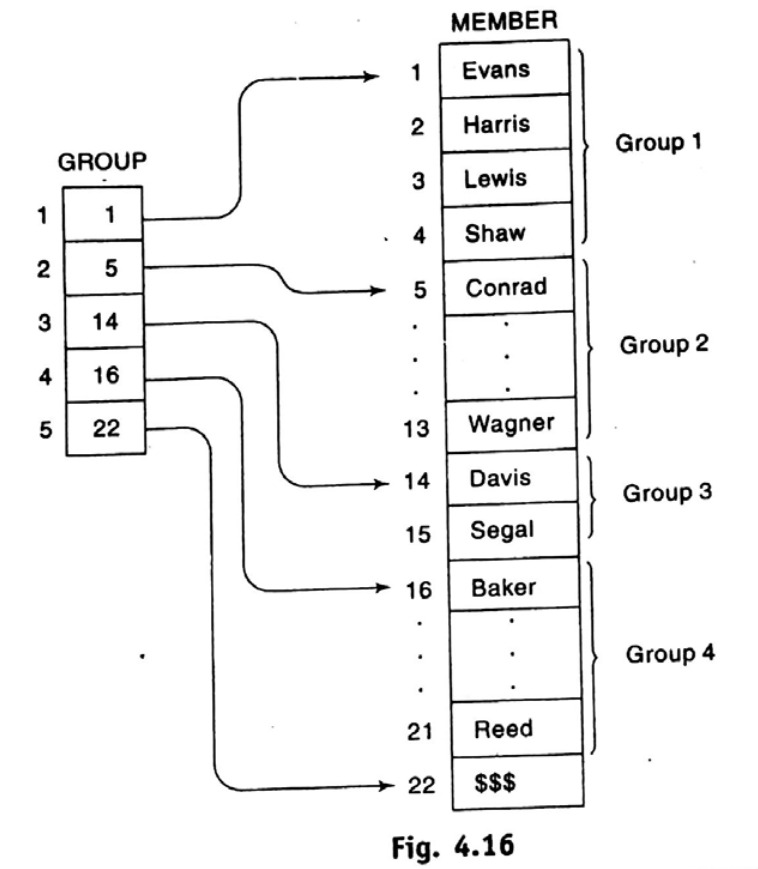 MEMBER
1 Evans
2 Harris
Group 1
3 Lewis
4 Shaw
GROUP
1 1
2 5
3 14
4 16
5 22
5 Conrad
Group 2
13 Wagner
14 Davis
Group 3
15 Segal
16 Baker
Group 4
21 Reed
22 $$$
Fig. 4.16